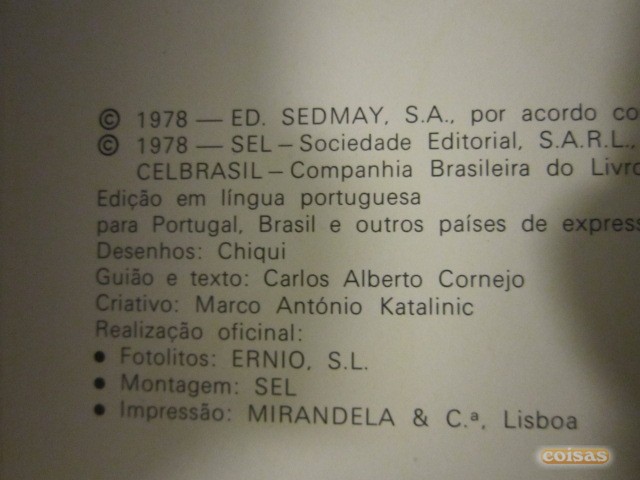 © 1978 — ED. SEDMAY, S.A., por acordo co
© 1978 — SEL – Sociedade Editorial, S.A.R.L.,
CELBRASIL – Companhia Brasileira do Livro
Edição em língua portuguesa
para Portugal, Brasil e outros países de express
Desenhos: Chiqui
Guião e texto: Carlos Alberto Cornejo
Criativo: Marco António Katalinic
Realização oficinal:
• Fotolitos: ERNIO, S.L.
• Montagem: SEL
• Impressão: MIRANDELA & C.ª, Lisboa
coisas